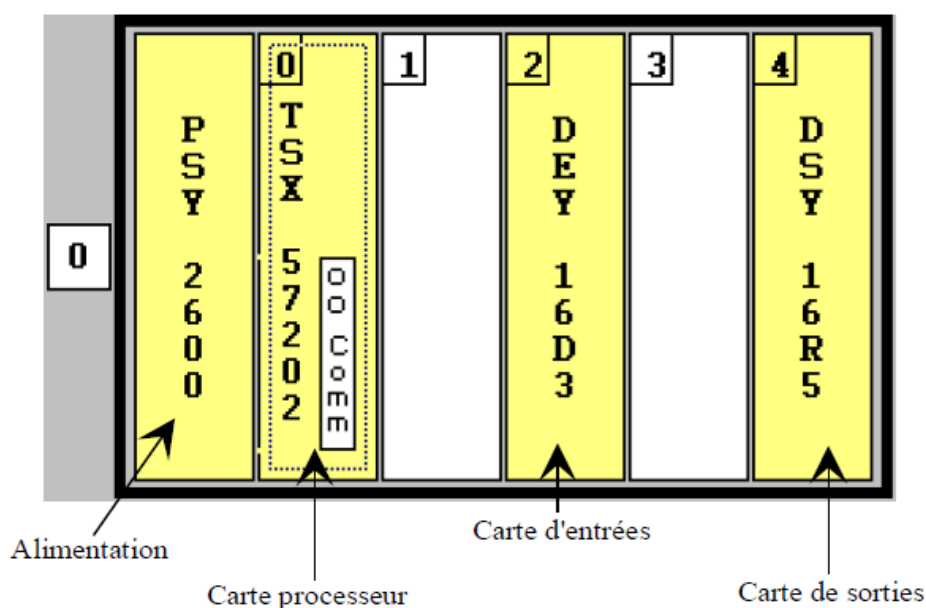 0
PSY 2600
0
TSX 57202
oo Comm
1
2
DEY 16D3
3
4
DSY 16R5
Alimentation
Carte processeur
Carte d'entrées
Carte de sorties